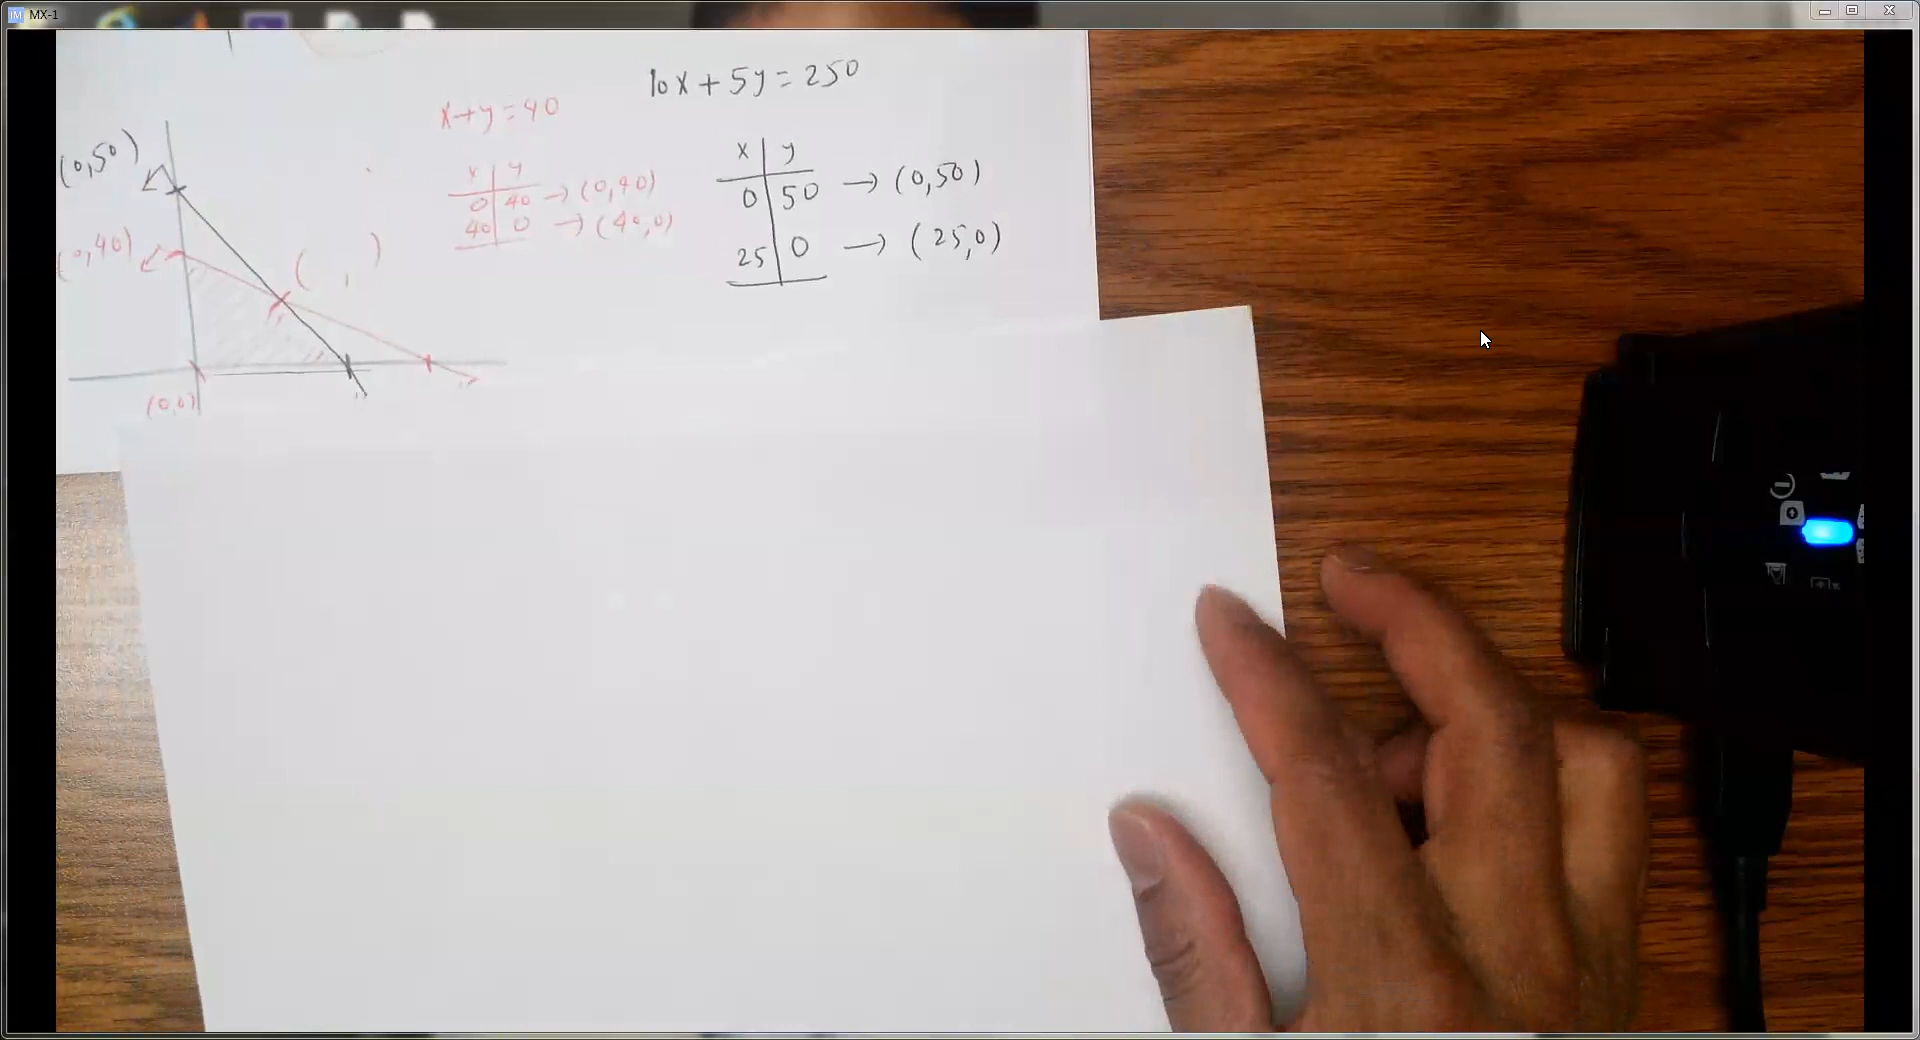 MX-1
10x + 5y = 250
x+y = 40
x y
0 40 → (0,40)
40 0 → (40,0)
x y
0 50 → (0,50)
25 0 → (25,0)
(0,50)
(0,40)
( , )
(0,0)